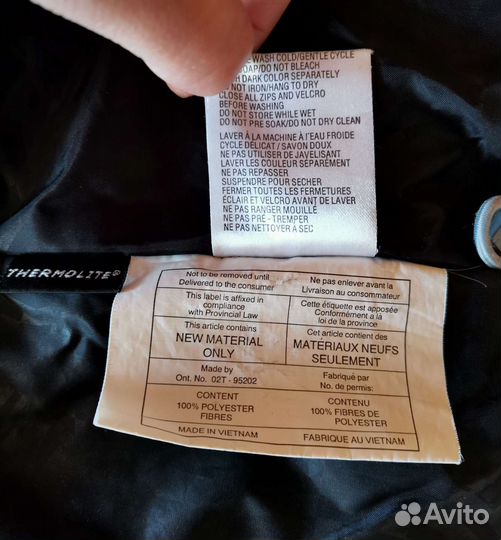 WASH COLD/GENTLE CYCLE
SOAP/DO NOT BLEACH
DARK COLOR SEPARATELY
DO NOT IRON/HANG TO DRY
CLOSE ALL ZIPS AND VELCRO
BEFORE WASHING
DO NOT STORE WHILE WET
DO NOT PRE SOAK/DO NOT DRY CLEAN
LAVER À LA MACHINE À L'EAU FROIDE
CYCLE DÉLICAT / SAVON DOUX
NE PAS UTILISER DE JAVELISANT
LAVER LES COULEUR SÉPARÉMENT
NE PAS REPASSER
SUSPENDRE POUR SÉCHER
FERMER TOUTES LES FERMETURES
ÉCLAIR ET VELCRO AVANT DE LAVER
NE PAS RANGER MOUILLÉ
NE PAS PRÉ - TREMPER
NE PAS NETTOYER A SEC
THERMOLITE®
Not to be removed until
Delivered to the consumer
Ne pas enlever avant la
Livraison au consommateur
This label is affixed in
compliance
with Provincial Law
Cette étiquette est apposée
Conformément a la
loi de la province
This article contains
NEW MATERIAL
ONLY
Cet article contient des
MATÉRIAUX NEUFS
SEULEMENT
Made by
Ont. No. 02T - 95202
Fabriqué par
No. de permis:
CONTENT
100% POLYESTER
FIBRES
CONTENU
100% FIBRES DE
POLYESTER
MADE IN VIETNAM
FABRIQUE AU VIETNAM
Avito